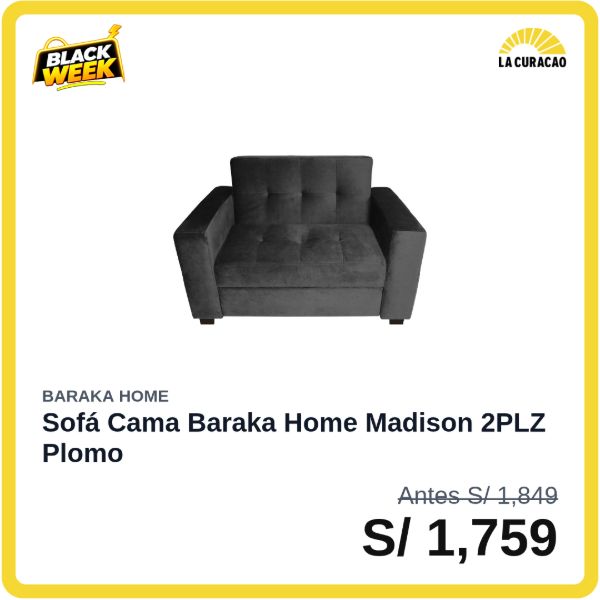 BLACK
WEEK
LA CURACAO
BARAKA HOME
Sofá Cama Baraka Home Madison 2PLZ
Plomo
Antes S/ 1,849
S/ 1,759